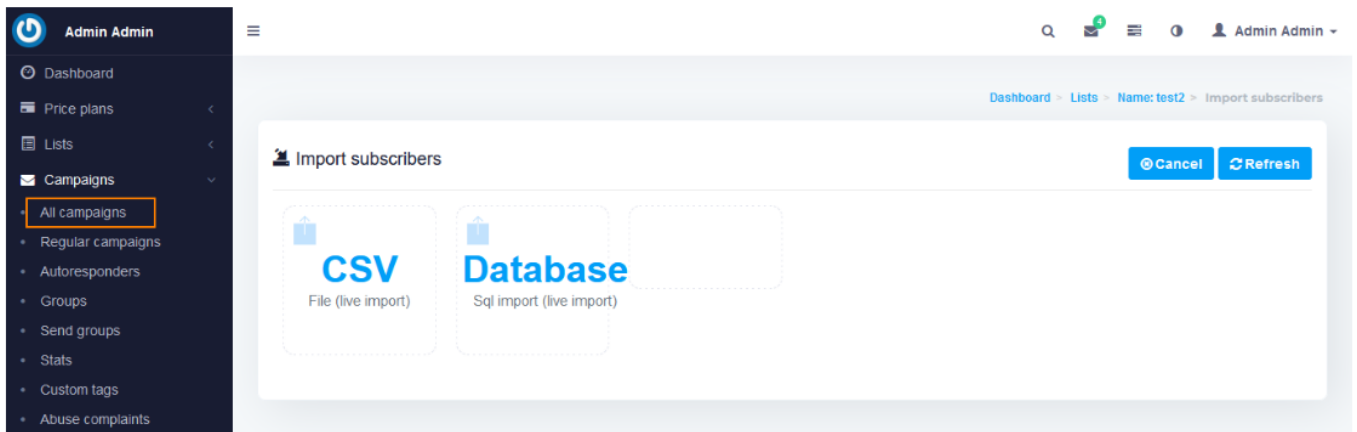 Admin Admin
4
Admin Admin
Dashboard
Price plans
Lists
Campaigns
All campaigns
Regular campaigns
Autoresponders
Groups
Send groups
Stats
Custom tags
Abuse complaints
Dashboard > Lists > Name: test2 > Import subscribers
Import subscribers
Cancel
Refresh
CSV
File (live import)
Database
Sql import (live import)